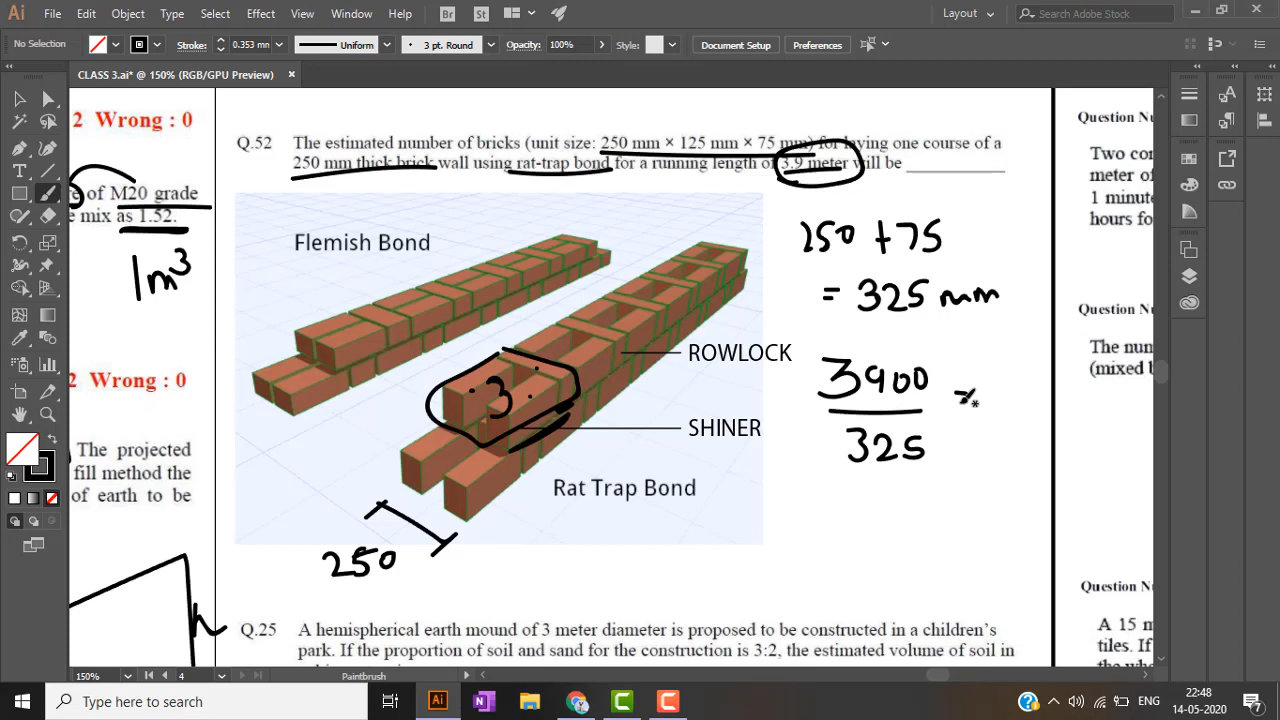 Ai File Edit Object Type Select Effect View Window Help Br St Layout Search Adobe Stock
No Selection Stroke: 0.353 mm Uniform 3 pt. Round Opacity: 100% Style: Document Setup Preferences
CLASS 3.ai* @ 150% (RGB/GPU Preview) ×
2 Wrong : 0
e of M20 grade
e mix as 1.52.
1m³
2 Wrong : 0
The projected
fill method the
of earth to be
h
Q.52 The estimated number of bricks (unit size: 250 mm × 125 mm × 75 mm) for laying one course of a
250 mm thick brick wall using rat-trap bond for a running length of 3.9 meter will be ____________
Flemish Bond
ROWLOCK
SHINER
Rat Trap Bond
3
250
250 + 75
= 325 mm
3900
325
Q.25 A hemispherical earth mound of 3 meter diameter is proposed to be constructed in a children's
park. If the proportion of soil and sand for the construction is 3:2, the estimated volume of soil in
Question Nu
Two con
meter of
1 minute
hours fo
Question Nu
The num
(mixed b
Question Nu
A 15 m
tiles. If
150% 4 Paintbrush
Type here to search
Ai
ENG
22:48
14-05-2020
7